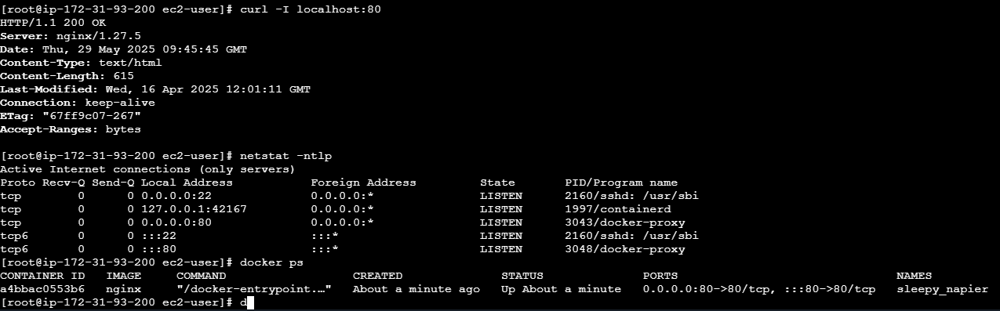 [root@ip-172-31-93-200 ec2-user]# curl -I localhost:80
HTTP/1.1 200 OK
Server: nginx/1.27.5
Date: Thu, 29 May 2025 09:45:45 GMT
Content-Type: text/html
Content-Length: 615
Last-Modified: Wed, 16 Apr 2025 12:01:11 GMT
Connection: keep-alive
ETag: "67ff9c07-267"
Accept-Ranges: bytes

[root@ip-172-31-93-200 ec2-user]# netstat -ntlp
Active Internet connections (only servers)
Proto Recv-Q Send-Q Local Address           Foreign Address         State       PID/Program name
tcp        0      0 0.0.0.0:22              0.0.0.0:*               LISTEN      2160/sshd: /usr/sbi
tcp        0      0 127.0.0.1:42167         0.0.0.0:*               LISTEN      1997/containerd
tcp        0      0 0.0.0.0:80              0.0.0.0:*               LISTEN      3043/docker-proxy
tcp6       0      0 :::22                   :::*                    LISTEN      2160/sshd: /usr/sbi
tcp6       0      0 :::80                   :::*                    LISTEN      3048/docker-proxy
[root@ip-172-31-93-200 ec2-user]# docker ps
CONTAINER ID   IMAGE     COMMAND                  CREATED              STATUS              PORTS                               NAMES
a4bbac0553b6   nginx     "/docker-entrypoint.…"   About a minute ago   Up About a minute   0.0.0.0:80->80/tcp, :::80->80/tcp   sleepy_napier
[root@ip-172-31-93-200 ec2-user]# d